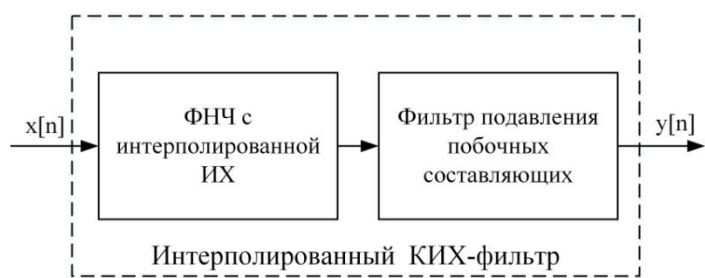 x[n]
ФНЧ с
интерполированной
ИХ
Фильтр подавления
побочных
составляющих
y[n]
Интерполированный КИХ-фильтр